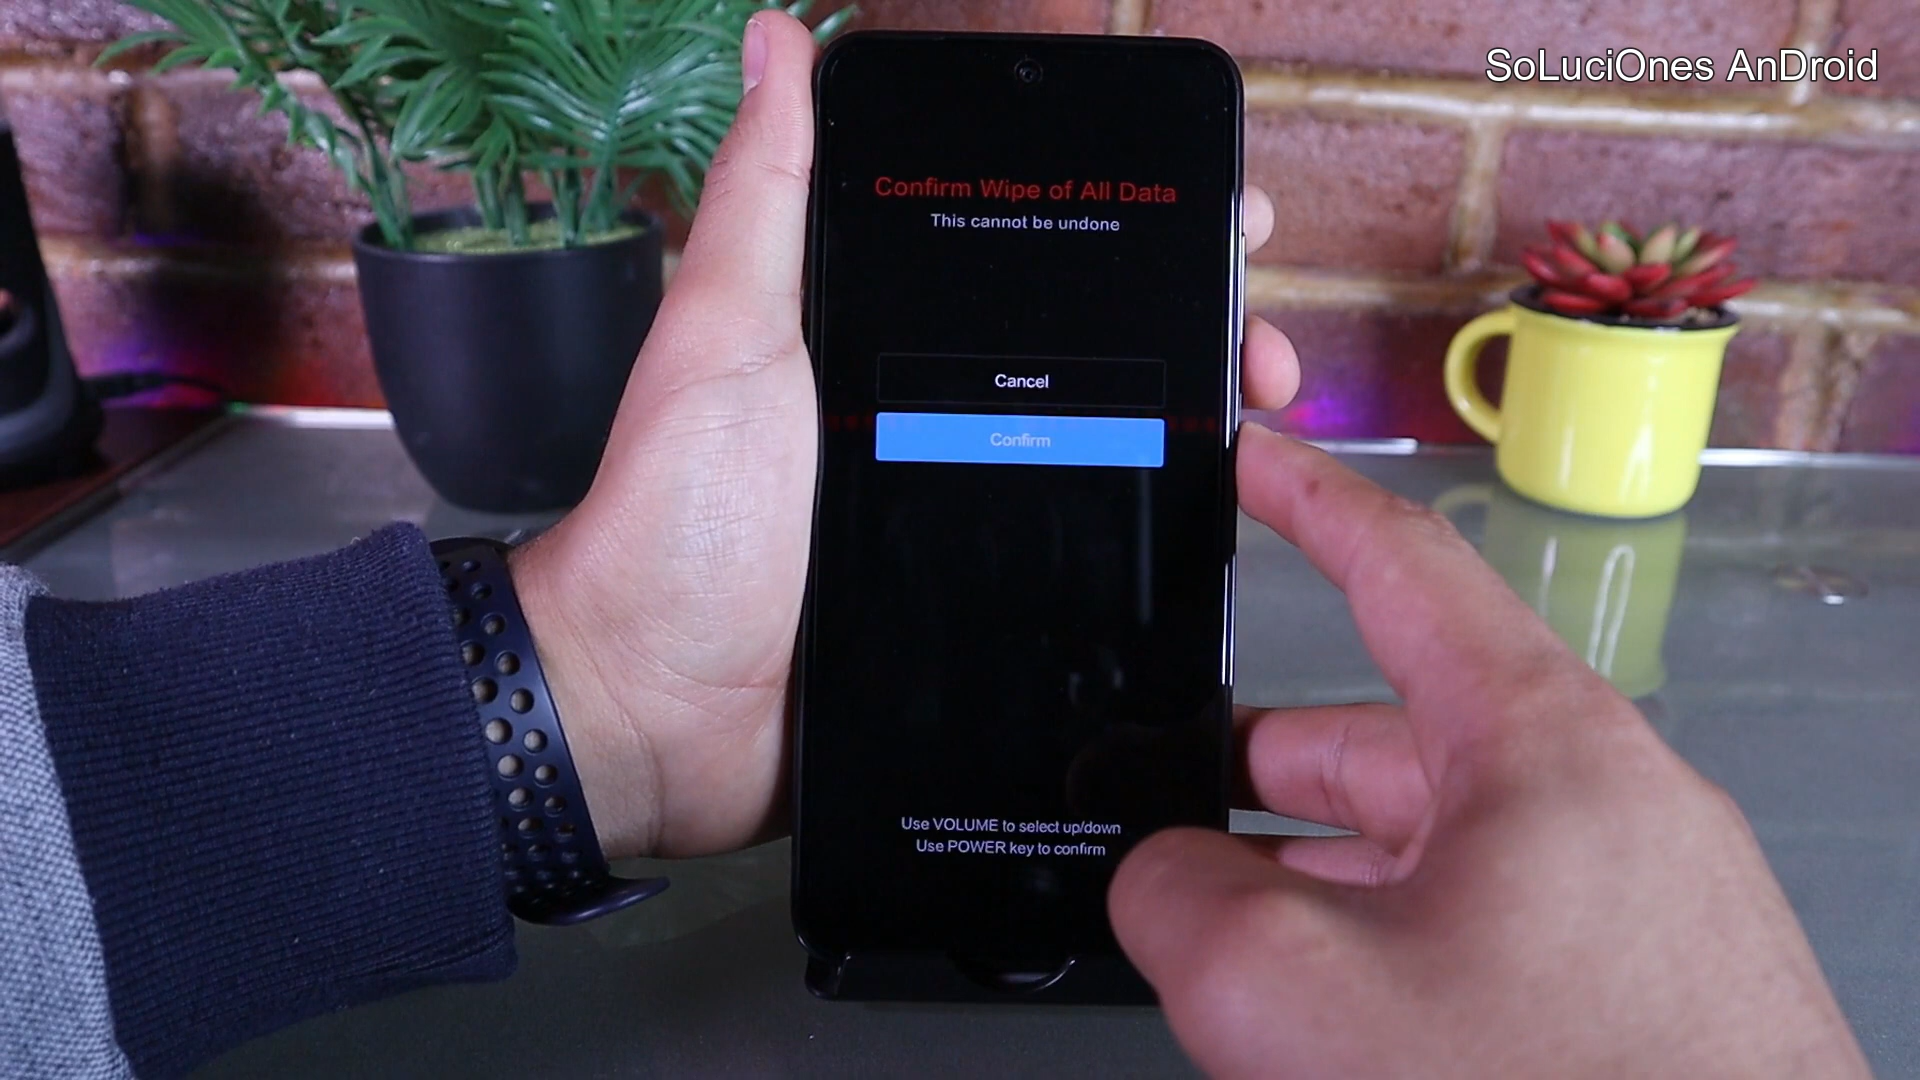 SoLuciOnes AnDroid
Confirm Wipe of All Data
This cannot be undone
Cancel
Confirm
Use VOLUME to select up/down
Use POWER key to confirm